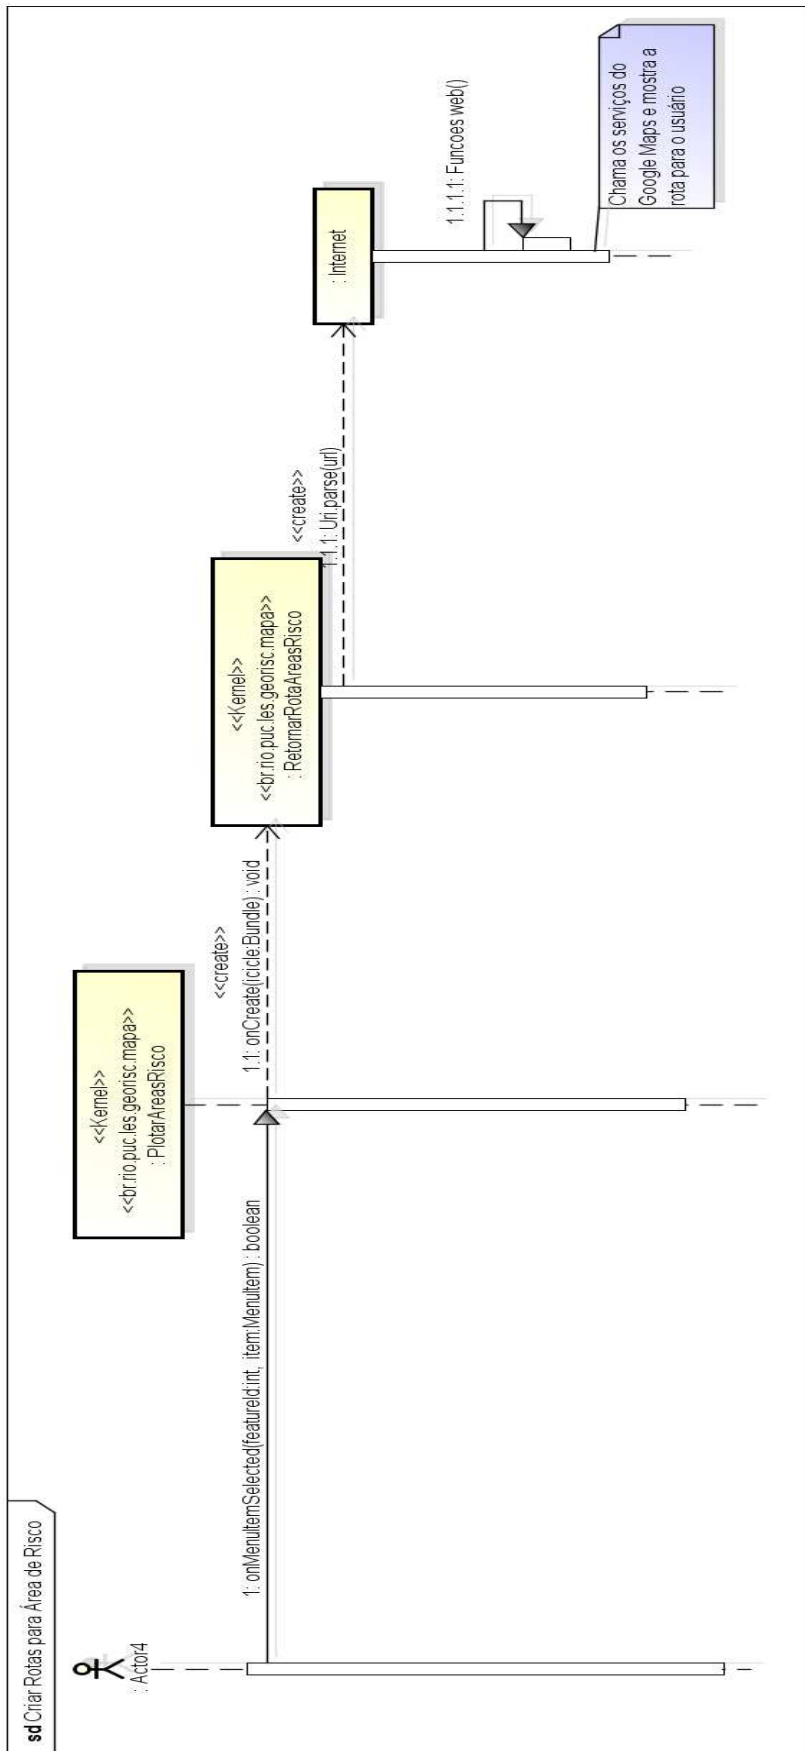 sd Criar Rotas para Área de Risco
: Actor4
1: onMenuItemSelected(featureId:int, item:MenuItem) : boolean
<<Kernel>>
<<br.rio.puc.les.georisc.mapa>>
: PlotarAreasRisco
<<create>>
1.1: onCreate(icicle:Bundle) : void
<<Kernel>>
<<br.rio.puc.les.georisc.mapa>>
: RetornarRotaAreasRisco
<<create>>
1.1.1: Uri.parse(url)
: Internet
1.1.1.1: Funcoes web()
Chama os serviços do
Google Maps e mostra a
rota para o usuário